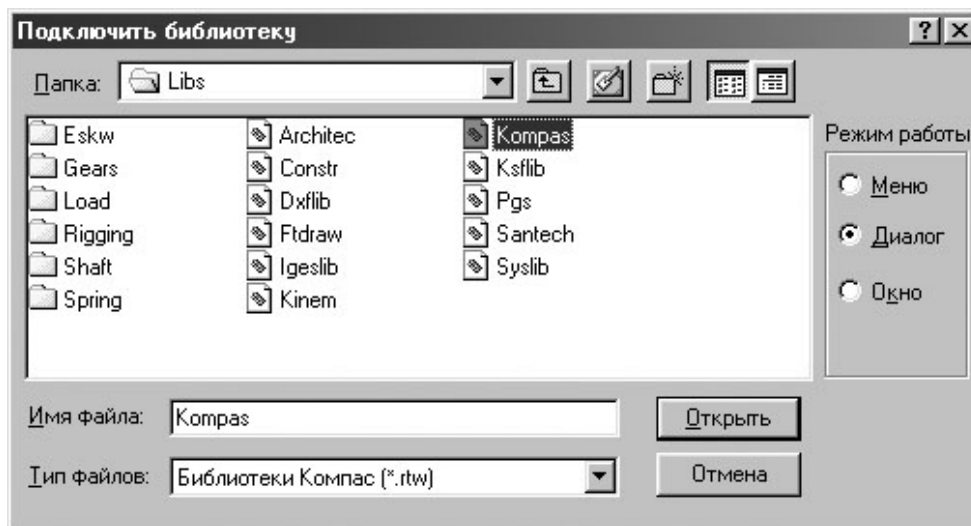 Подключить библиотеку
Папка: Libs
Eskw Architec Kompas
Gears Constr Ksflib
Load Dxflib Pgs
Rigging Ftdraw Santech
Shaft Igeslib Syslib
Spring Kinem
Режим работы
Меню
Диалог
Окно
Имя файла: Kompas Открыть
Тип файлов: Библиотеки Компас (*.rtw) Отмена